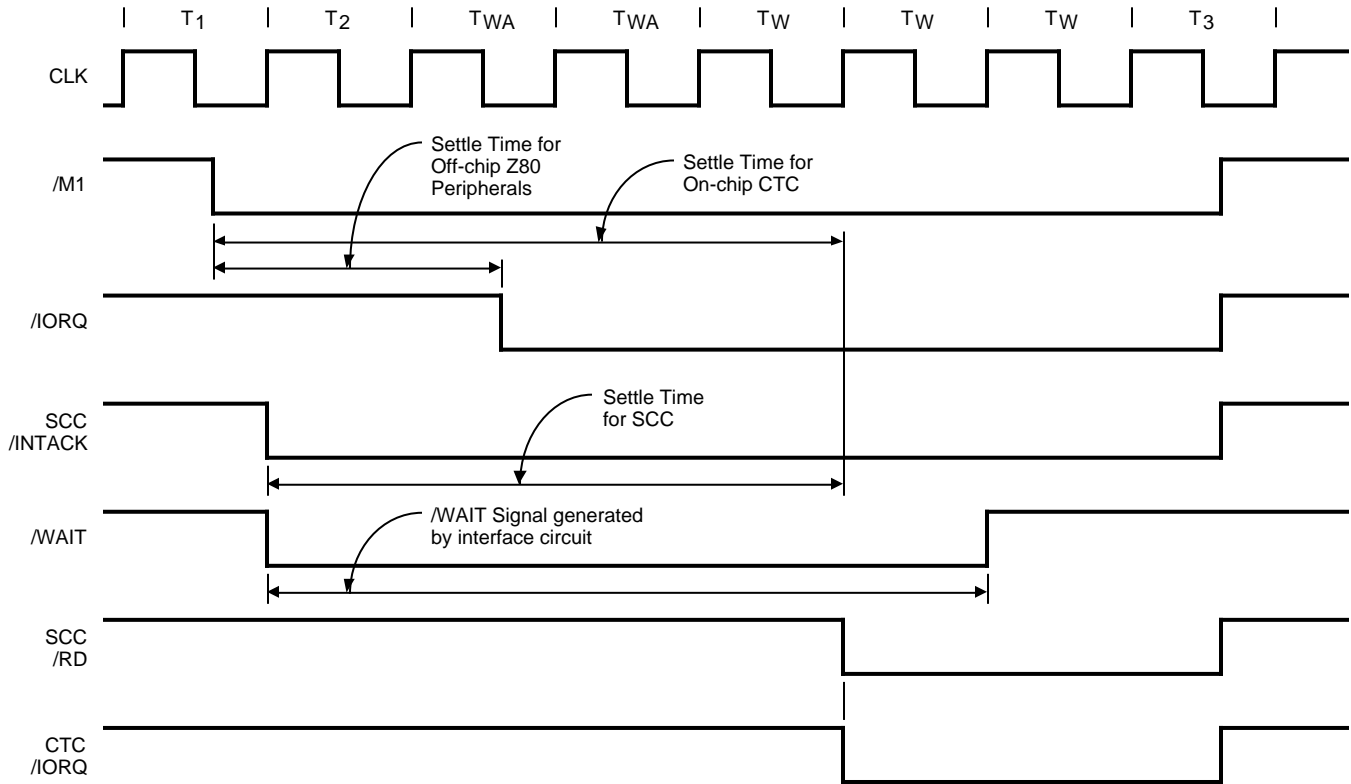 T1 T2 TWA TWA TW TW TW T3
CLK
/M1
Settle Time for
Off-chip Z80
Peripherals
Settle Time for
On-chip CTC
/IORQ
SCC
/INTACK
Settle Time
for SCC
/WAIT
/WAIT Signal generated
by interface circuit
SCC
/RD
CTC
/IORQ